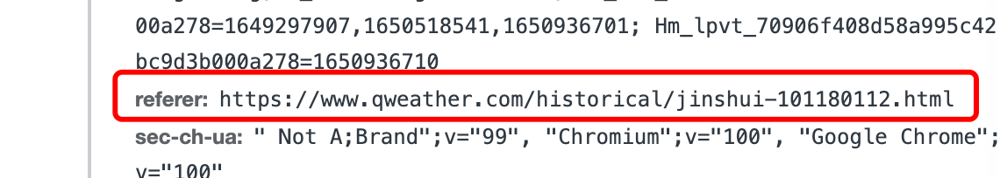 00a278=1649297907,1650518541,1650936701; Hm_lpvt_70906f408d58a995c42
bc9d3b000a278=1650936710
referer: https://www.qweather.com/historical/jinshui-101180112.html
sec-ch-ua: " Not A;Brand";v="99", "Chromium";v="100", "Google Chrome";
v="100"